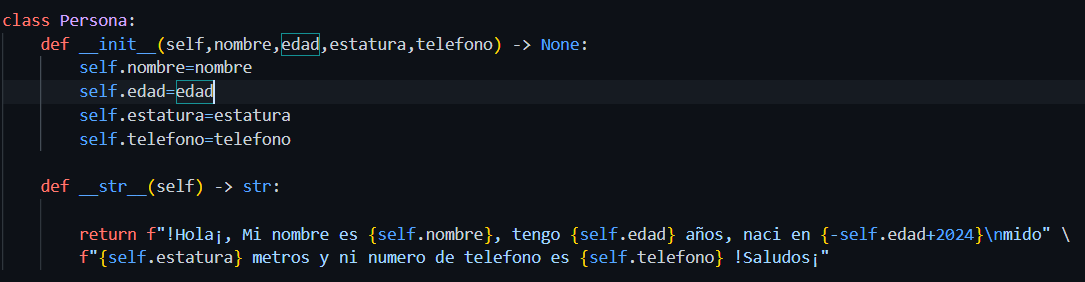 class Persona:
    def __init__(self,nombre,edad,estatura,telefono) -> None:
        self.nombre=nombre
        self.edad=edad
        self.estatura=estatura
        self.telefono=telefono
    def __str__(self) -> str:
        return f"!Hola¡, Mi nombre es {self.nombre}, tengo {self.edad} años, naci en {-self.edad+2024}\nmido" \
        f"{self.estatura} metros y ni numero de telefono es {self.telefono} !Saludos¡"